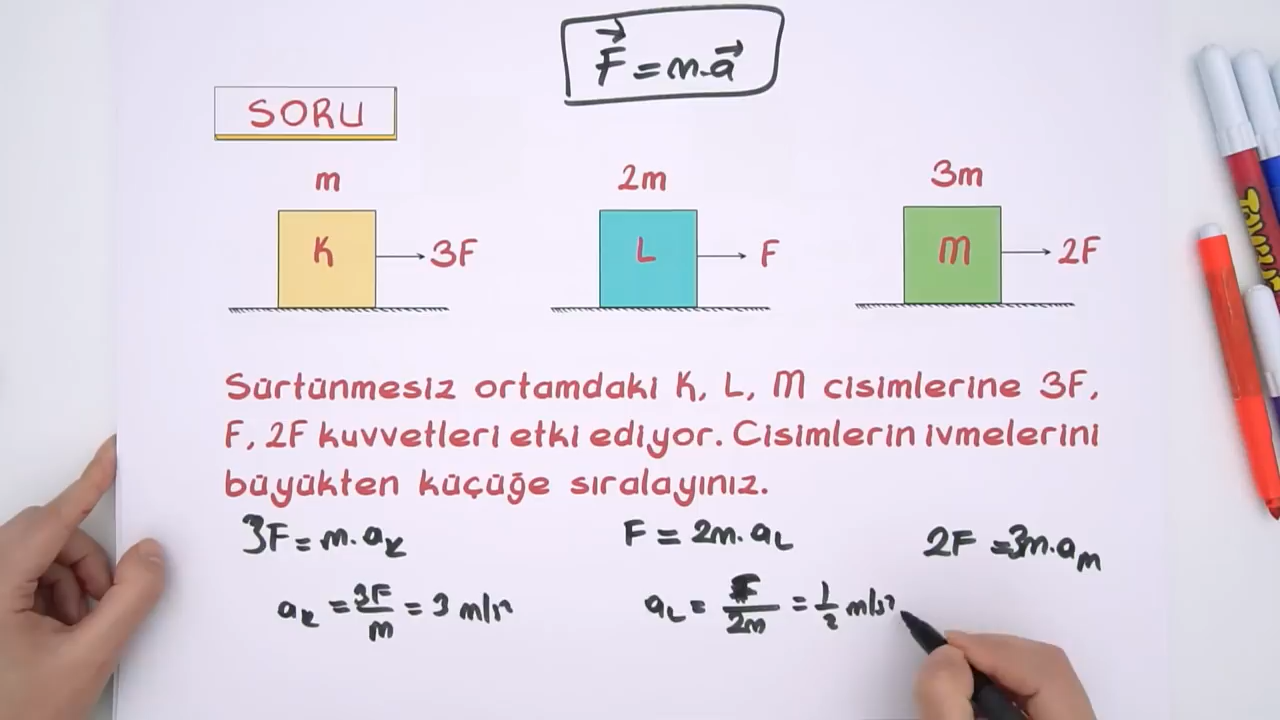 F = m.a
SORU
m 2m 3m
K 3F L F M 2F
Sürtünmesiz ortamdaki K, L, M cisimlerine 3F,
F, 2F kuvvetleri etki ediyor. Cisimlerin ivmelerini
büyükten küçüğe sıralayınız.
3F = m.aK F = 2m.aL 2F = 3m.am
aK = 3F/m = 3 m/s² aL = F/2m = 1/2 m/s²